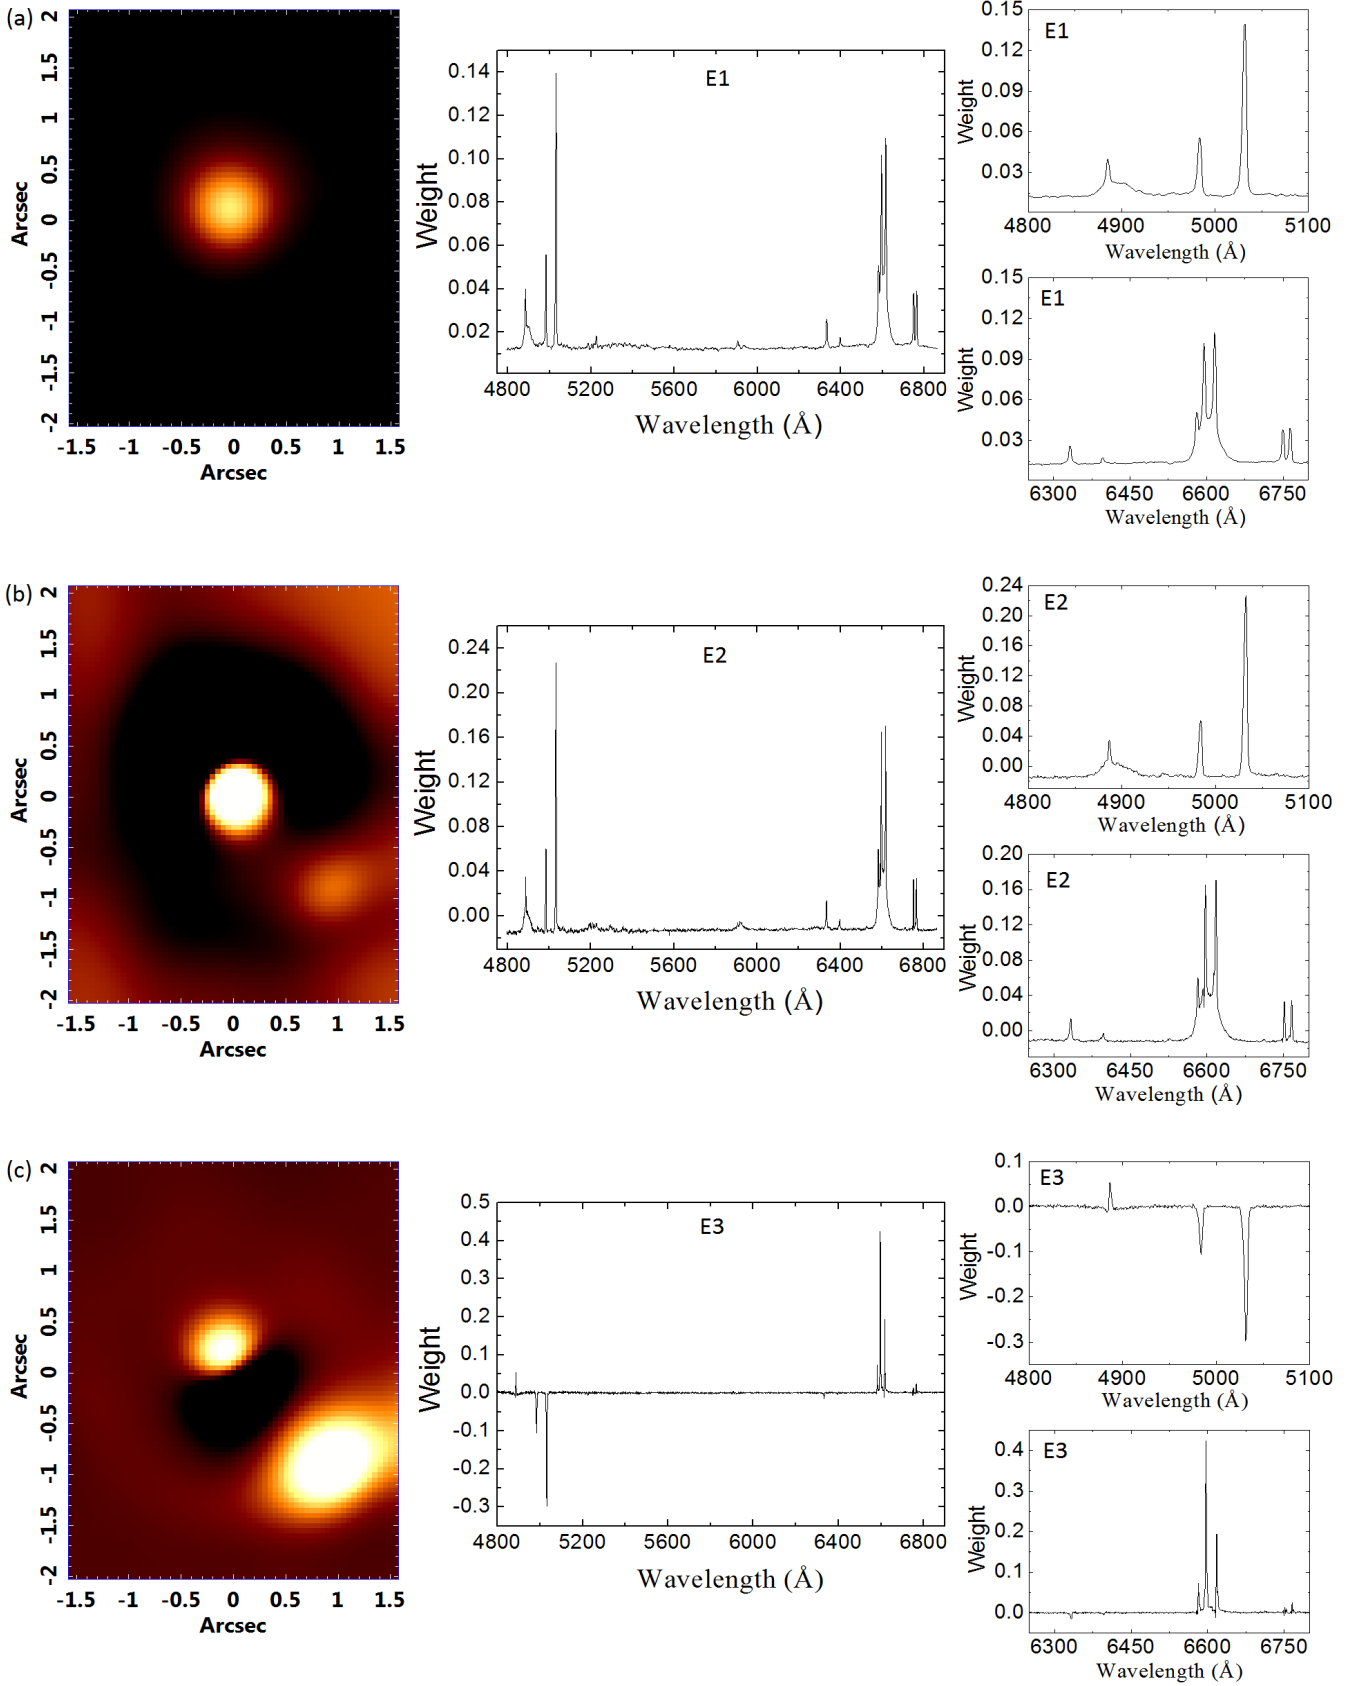 (a)
2
1.5
1
0.5
0
-0.5
-1
-1.5
-2
Arcsec
-1.5 -1 -0.5 0 0.5 1 1.5
Arcsec
E1
0.14
0.12
0.10
0.08
0.06
0.04
0.02
Weight
4800 5200 5600 6000 6400 6800
Wavelength (Å)
E1
0.15
0.12
0.09
0.06
0.03
Weight
4800 4900 5000 5100
Wavelength (Å)
E1
0.15
0.12
0.09
0.06
0.03
Weight
6300 6450 6600 6750
Wavelength (Å)
(b)
2
1.5
1
0.5
0
-0.5
-1
-1.5
-2
Arcsec
-1.5 -1 -0.5 0 0.5 1 1.5
Arcsec
E2
0.24
0.20
0.16
0.12
0.08
0.04
0.00
Weight
4800 5200 5600 6000 6400 6800
Wavelength (Å)
E2
0.24
0.20
0.16
0.12
0.08
0.04
0.00
Weight
4800 4900 5000 5100
Wavelength (Å)
E2
0.20
0.16
0.12
0.08
0.04
0.00
Weight
6300 6450 6600 6750
Wavelength (Å)
(c)
2
1.5
1
0.5
0
-0.5
-1
-1.5
-2
Arcsec
-1.5 -1 -0.5 0 0.5 1 1.5
Arcsec
E3
0.5
0.4
0.3
0.2
0.1
0.0
-0.1
-0.2
-0.3
Weight
4800 5200 5600 6000 6400 6800
Wavelength (Å)
E3
0.1
0.0
-0.1
-0.2
-0.3
Weight
4800 4900 5000 5100
Wavelength (Å)
E3
0.4
0.3
0.2
0.1
0.0
Weight
6300 6450 6600 6750
Wavelength (Å)